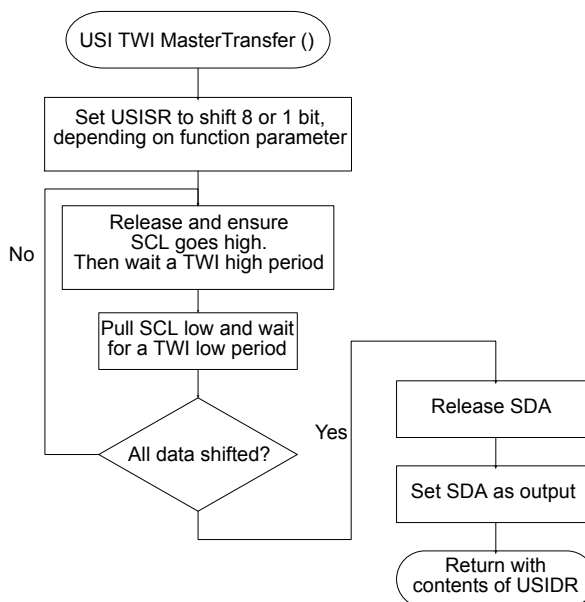 USI TWI MasterTransfer ()
Set USISR to shift 8 or 1 bit,
depending on function parameter
No
Release and ensure
SCL goes high.
Then wait a TWI high period
Pull SCL low and wait
for a TWI low period
All data shifted?
Yes
Release SDA
Set SDA as output
Return with
contents of USIDR